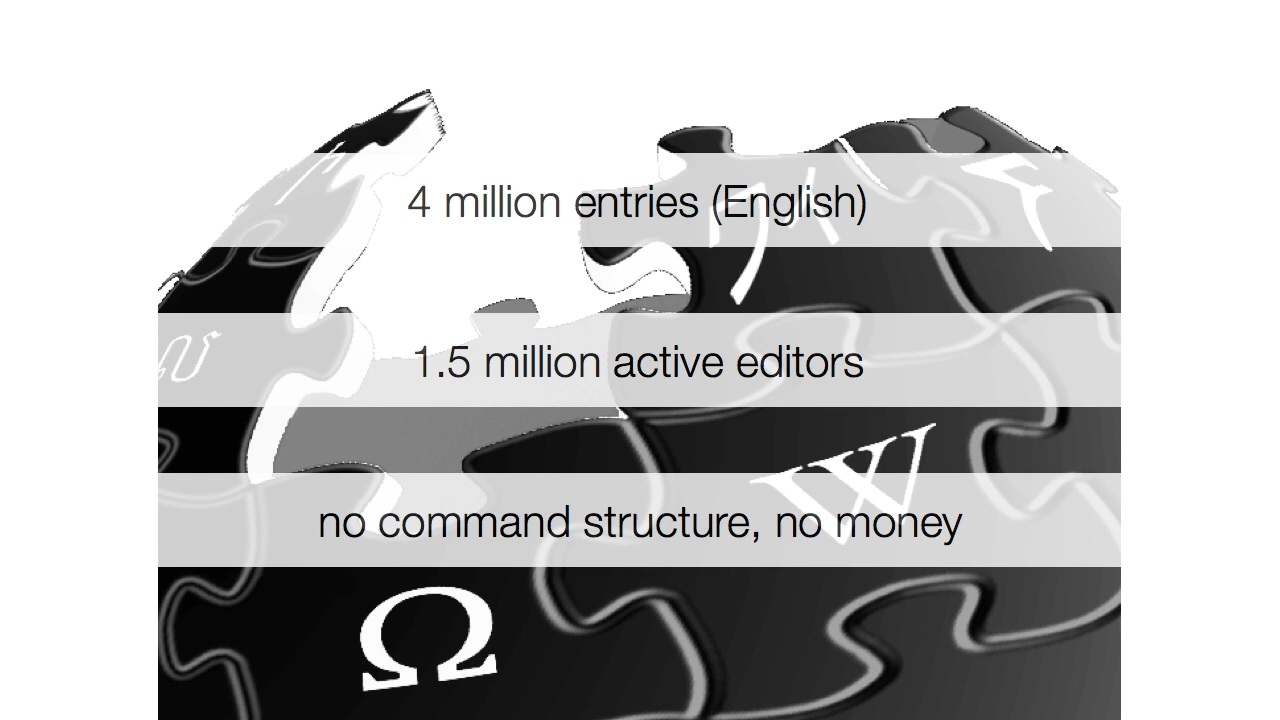 4 million entries (English)
1.5 million active editors
W
no command structure, no money
Ω